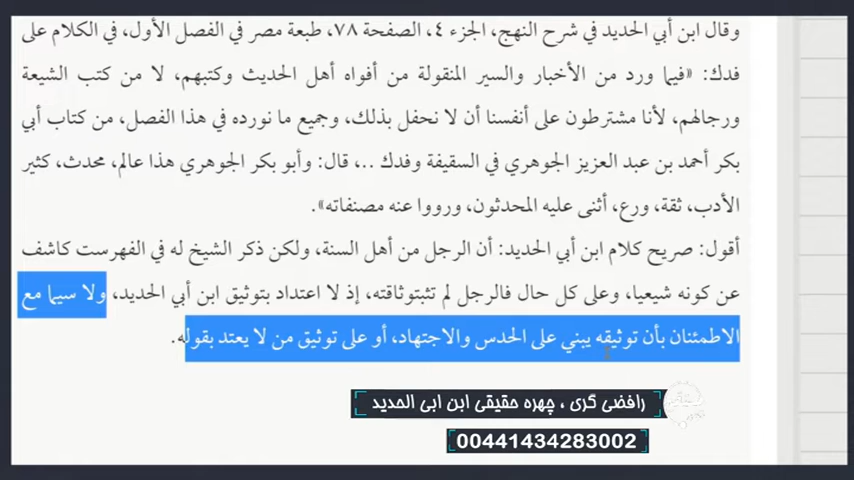 وقال ابن أبي الحديد في شرح النهج، الجزء ٤، الصفحة ٧٨، طبعة مصر في الفصل الأول، في الكلام على
فدك: «فيما ورد من الأخبار والسير المنقولة من أفواه أهل الحديث وكتبهم، لا من كتب الشيعة
ورجالهم، لأنا مشترطون على أنفسنا أن لا نحفل بذلك، وجميع ما نورده في هذا الفصل، من كتاب أبي
بكر أحمد بن عبد العزيز الجوهري في السقيفة وفدك ..، قال: وأبو بكر الجوهري هذا عالم، محدث، كثير
الأدب، ثقة، ورع، أثنى عليه المحدثون، ورووا عنه مصنفاته».
أقول: صريح كلام ابن أبي الحديد: أن الرجل من أهل السنة، ولكن ذكر الشيخ له في الفهرست كاشف
عن كونه شيعيا، وعلى كل حال فالرجل لم تثبتوثاقته، إذ لا اعتداد بتوثيق ابن أبي الحديد، ولا سيما مع
الاطمئنان بأن توثيقه يبني على الحدس والاجتهاد، أو على توثيق من لا يعتد بقوله.
رافضی گری ، چهره حقیقی ابن ابی الحدید
00441434283002